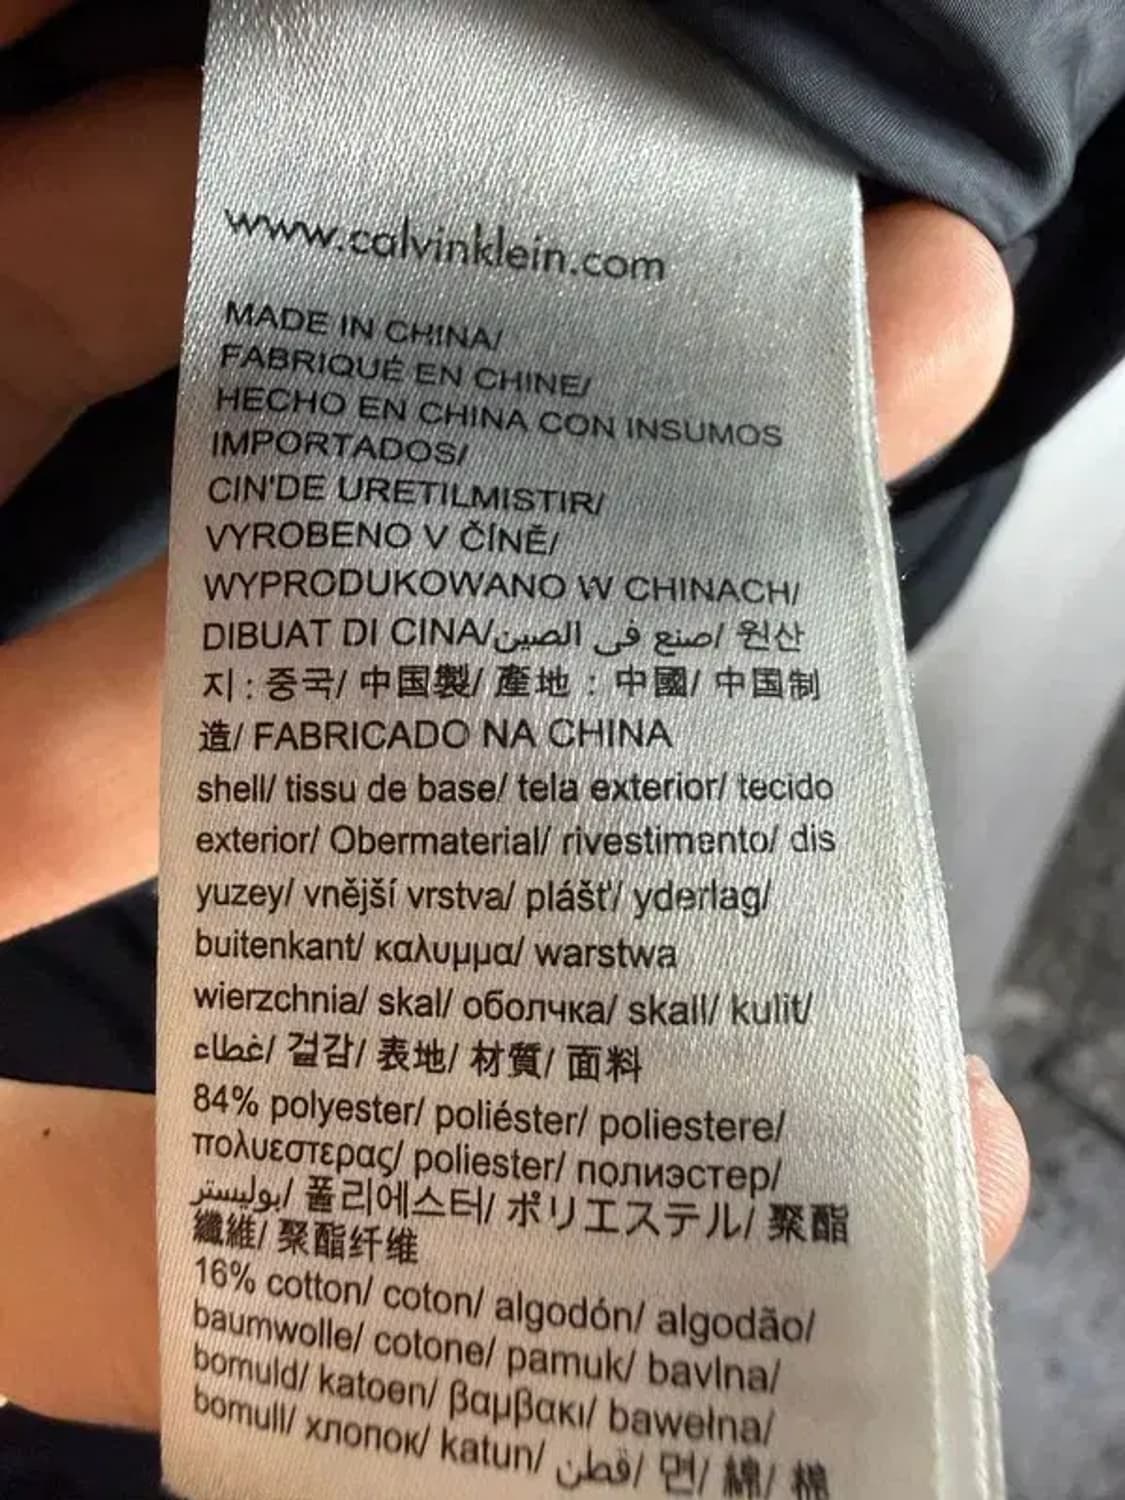 www.calvinklein.com
MADE IN CHINA/
FABRIQUÉ EN CHINE/
HECHO EN CHINA CON INSUMOS
IMPORTADOS/
CIN'DE URETILMISTIR/
VYROBENO V ČÍNĚ/
WYPRODUKOWANO W CHINACH/
DIBUAT DI CINA/صنع في الصين/ 원산
지 : 중국/ 中国製/ 產地 : 中國/ 中国制
造/ FABRICADO NA CHINA
shell/ tissu de base/ tela exterior/ tecido
exterior/ Obermaterial/ rivestimento/ dis
yuzey/ vnější vrstva/ plášť/ yderlag/
buitenkant/ καλυμμα/ warstwa
wierzchnia/ skal/ оболчка/ skall/ kulit/
غطاء/ 겉감/ 表地/ 材質/ 面料
84% polyester/ poliéster/ poliestere/
πολυεστερας/ poliester/ полиэстер/
بوليستر/ 폴리에스터/ ポリエステル/ 聚酯
纖維/ 聚酯纤维
16% cotton/ coton/ algodón/ algodão/
baumwolle/ cotone/ pamuk/ bavlna/
bomuld/ katoen/ βαμβακι/ bawełna/
bomull/ хлопок/ katun/ قطن/ 면/ 綿/ 棉